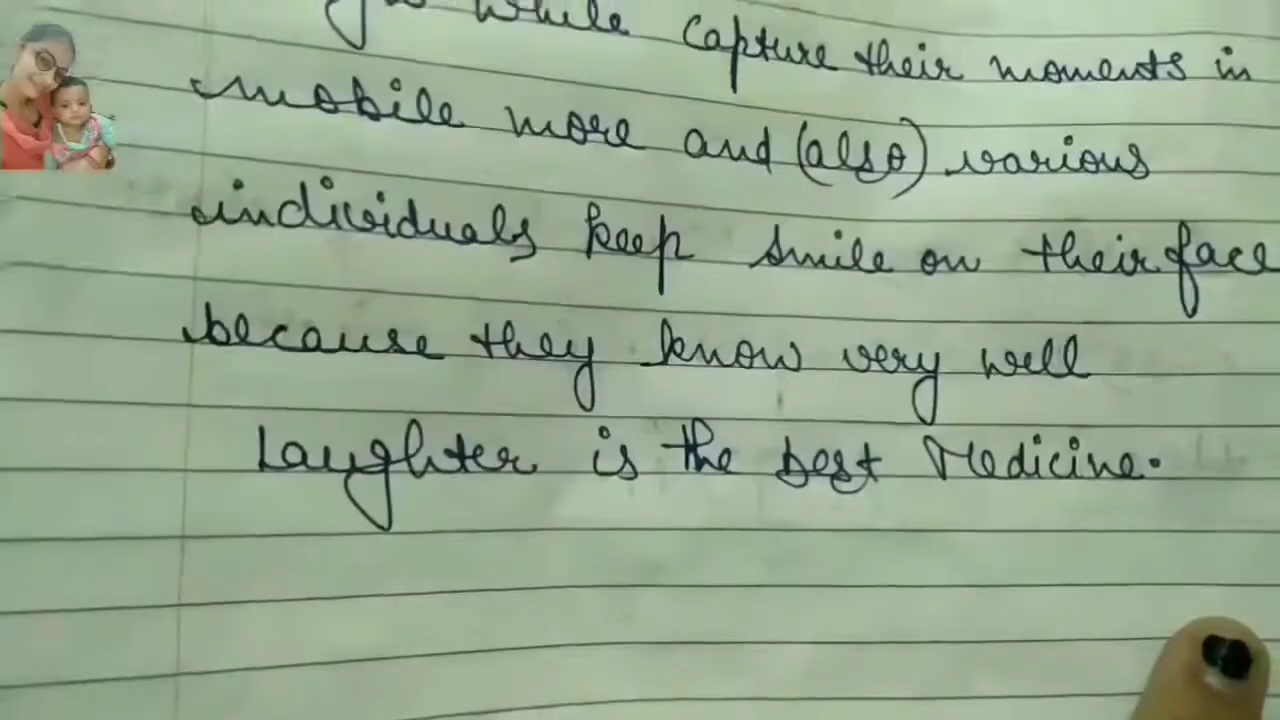 while capture their moments in
mobile more and (also) various
individuals keep smile on their face
because they know very well
Laughter is the best Medicine.